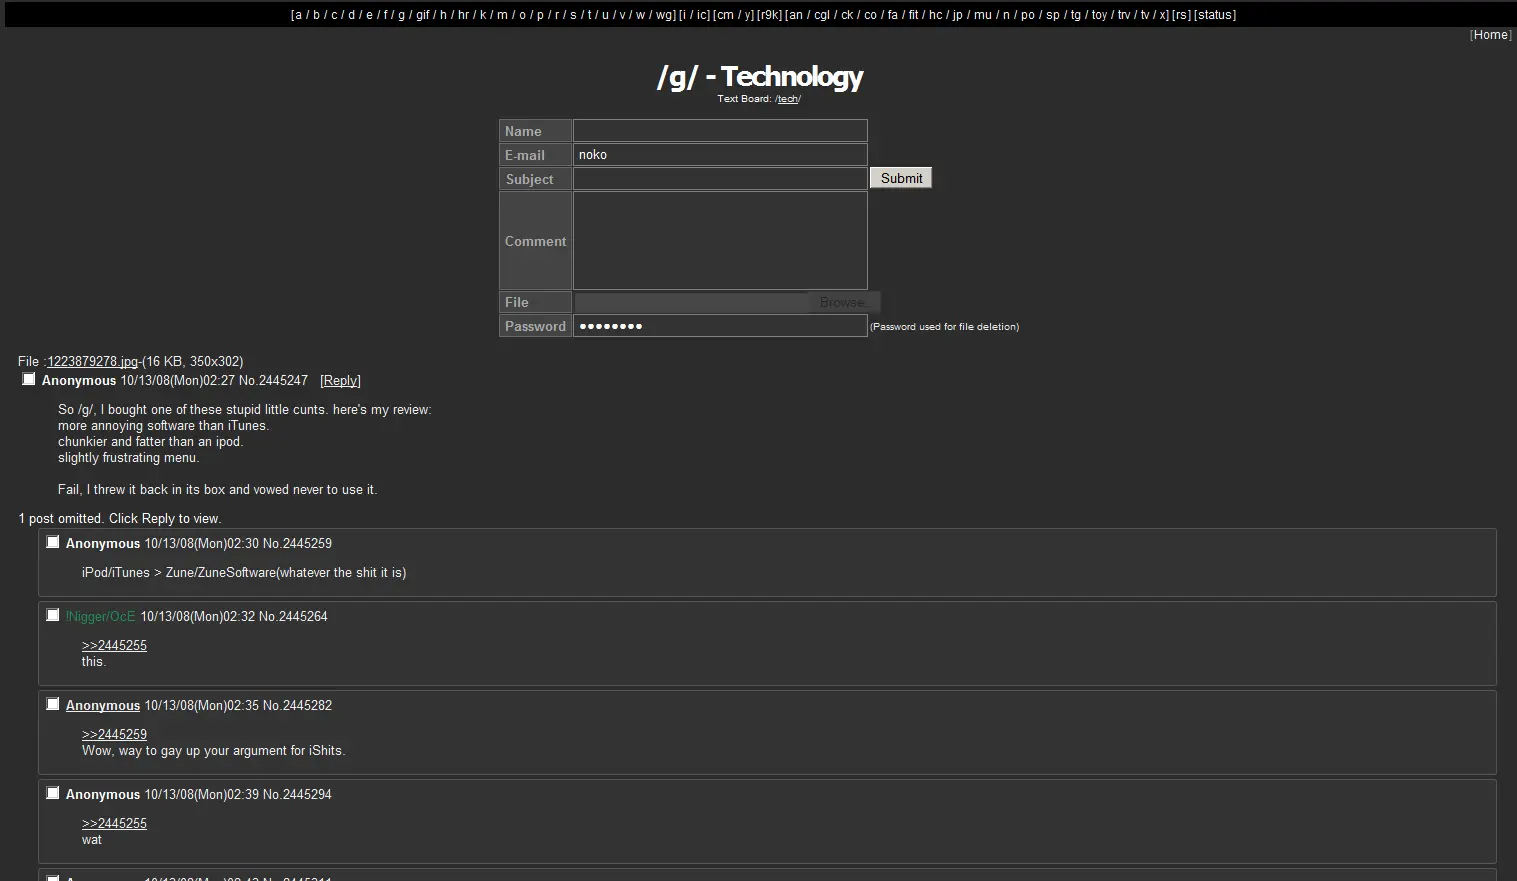 [a / b / c / d / e / f / g / gif / h / hr / k / m / o / p / r / s / t / u / v / w / wg] [i / ic] [cm / y] [r9k] [an / cgl / ck / co / fa / fit / hc / jp / mu / n / po / sp / tg / toy / trv / tv / x] [rs] [status]
[Home]
/g/ - Technology
Text Board: /tech/
Name
E-mail noko
Subject Submit
Comment
File Browse...
Password ●●●●●●●● (Password used for file deletion)
File :1223879278.jpg-(16 KB, 350x302)
Anonymous 10/13/08(Mon)02:27 No.2445247 [Reply]
So /g/, I bought one of these stupid little cunts. here's my review:
more annoying software than iTunes.
chunkier and fatter than an ipod.
slightly frustrating menu.
Fail, I threw it back in its box and vowed never to use it.
1 post omitted. Click Reply to view.
Anonymous 10/13/08(Mon)02:30 No.2445259
iPod/iTunes > Zune/ZuneSoftware(whatever the shit it is)
!Nigger/OcE 10/13/08(Mon)02:32 No.2445264
>>2445255
this.
Anonymous 10/13/08(Mon)02:35 No.2445282
>>2445259
Wow, way to gay up your argument for iShits.
Anonymous 10/13/08(Mon)02:39 No.2445294
>>2445255
wat